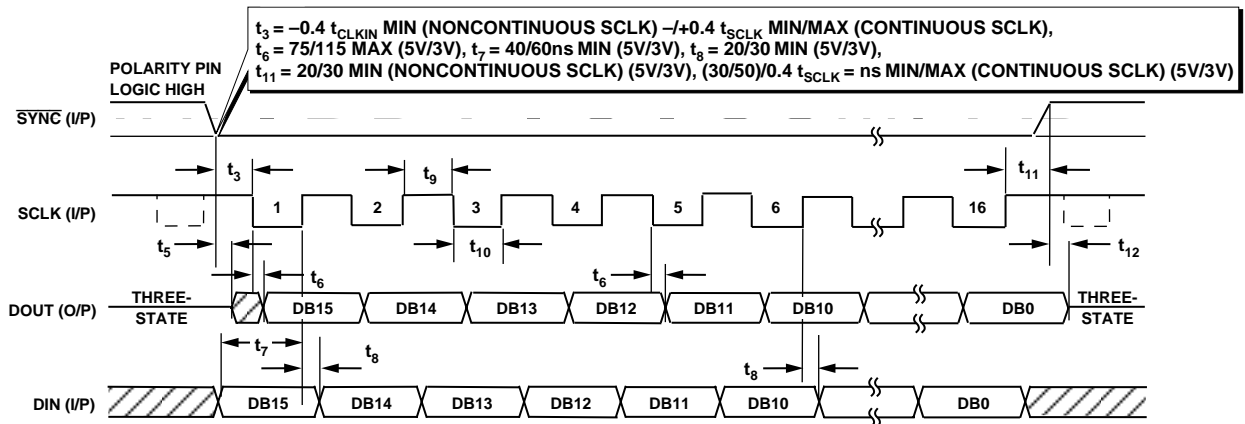 t3 = –0.4 tCLKIN MIN (NONCONTINUOUS SCLK) –/+0.4 tSCLK MIN/MAX (CONTINUOUS SCLK),
t6 = 75/115 MAX (5V/3V), t7 = 40/60ns MIN (5V/3V), t8 = 20/30 MIN (5V/3V),
t11 = 20/30 MIN (NONCONTINUOUS SCLK) (5V/3V), (30/50)/0.4 tSCLK = ns MIN/MAX (CONTINUOUS SCLK) (5V/3V)
POLARITY PIN
LOGIC HIGH
SYNC (I/P)
t3
t9
t11
SCLK (I/P)
1 2 3 4 5 6 16
t5
t10
t12
t6
t6
THREE-
STATE
DOUT (O/P)
DB15 DB14 DB13 DB12 DB11 DB10 DB0
THREE-
STATE
t7
t8
t8
DIN (I/P)
DB15 DB14 DB13 DB12 DB11 DB10 DB0